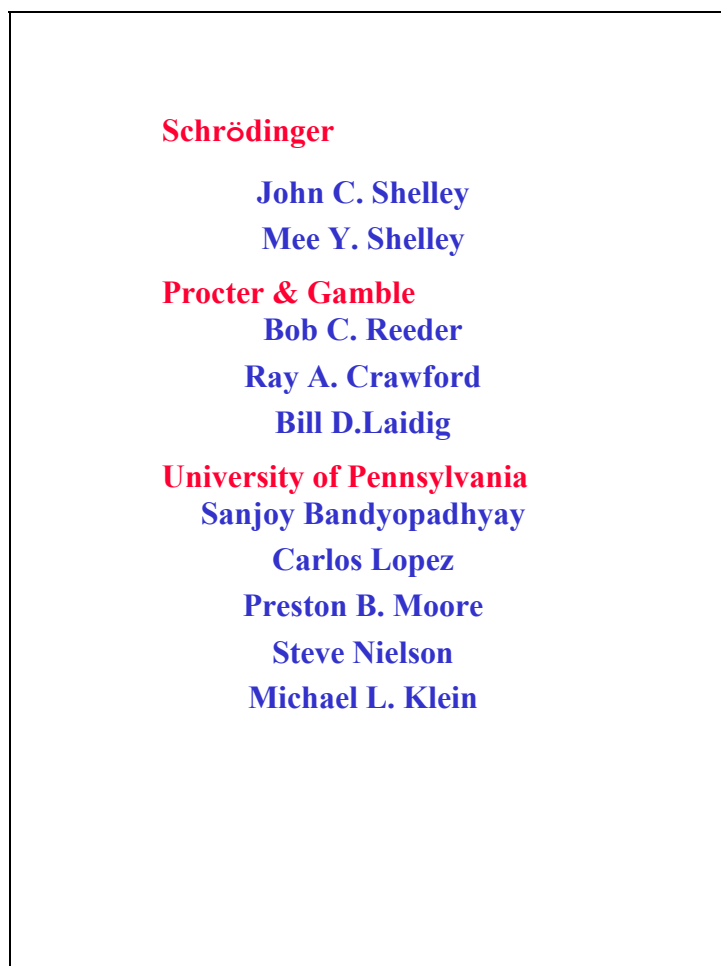 Schrödinger
John C. Shelley
Mee Y. Shelley
Procter & Gamble
Bob C. Reeder
Ray A. Crawford
Bill D.Laidig
University of Pennsylvania
Sanjoy Bandyopadhyay
Carlos Lopez
Preston B. Moore
Steve Nielson
Michael L. Klein